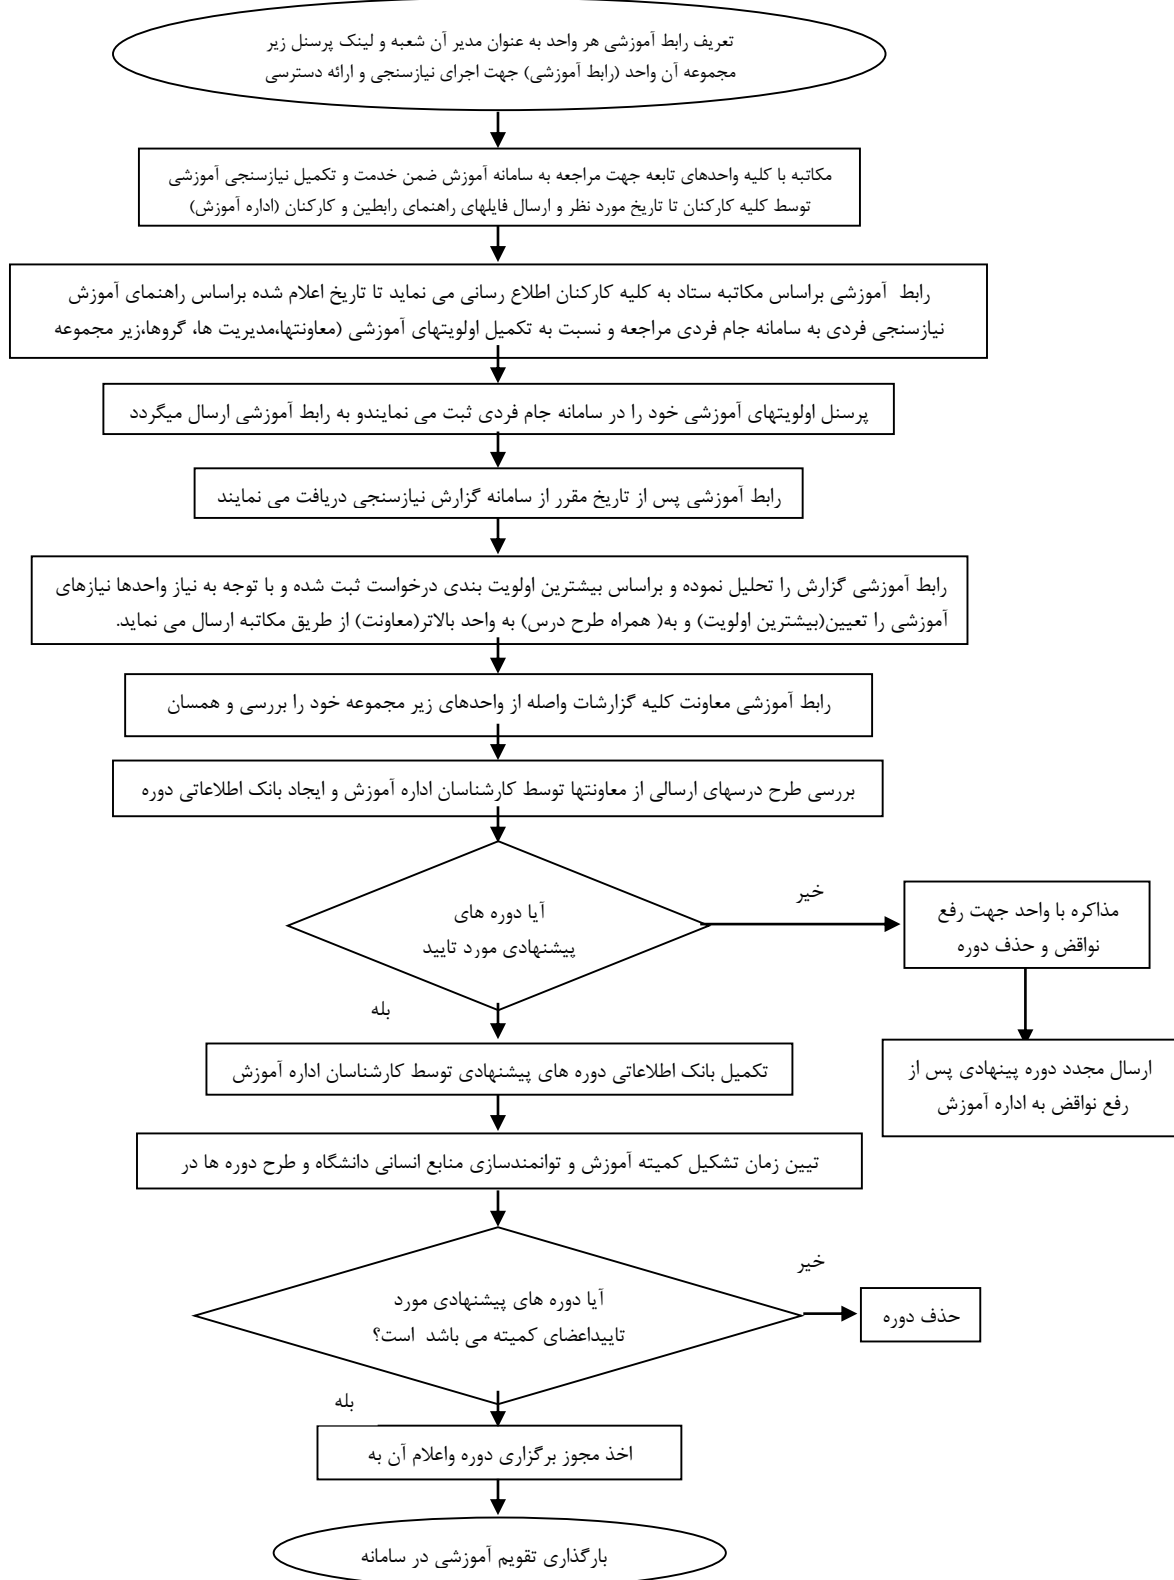 تعریف رابط آموزشی هر واحد به عنوان مدیر آن شعبه و لینک پرسنل زیر
مجموعه آن واحد (رابط آموزشی) جهت اجرای نیازسنجی و ارائه دسترسی
مکاتبه با کلیه واحدهای تابعه جهت مراجعه به سامانه آموزش ضمن خدمت و تکمیل نیازسنجی آموزشی
توسط کلیه کارکنان تا تاریخ مورد نظر و ارسال فایلهای راهنمای رابطین و کارکنان (اداره آموزش)
رابط آموزشی براساس مکاتبه ستاد به کلیه کارکنان اطلاع رسانی می نماید تا تاریخ اعلام شده براساس راهنمای آموزش
نیازسنجی فردی به سامانه جام فردی مراجعه و نسبت به تکمیل اولویتهای آموزشی (معاونتها،مدیریت ها، گروها،زیر مجموعه
پرسنل اولویتهای آموزشی خود را در سامانه جام فردی ثبت می نمایندو به رابط آموزشی ارسال میگردد
رابط آموزشی پس از تاریخ مقرر از سامانه گزارش نیازسنجی دریافت می نمایند
رابط آموزشی گزارش را تحلیل نموده و براساس بیشترین اولویت بندی درخواست ثبت شده و با توجه به نیاز واحدها نیازهای
آموزشی را تعیین(بیشترین اولویت) و به( همراه طرح درس) به واحد بالاتر(معاونت) از طریق مکاتبه ارسال می نماید.
رابط آموزشی معاونت کلیه گزارشات واصله از واحدهای زیر مجموعه خود را بررسی و همسان
بررسی طرح درسهای ارسالی از معاونتها توسط کارشناسان اداره آموزش و ایجاد بانک اطلاعاتی دوره
آیا دوره های
پیشنهادی مورد تایید
خیر
مذاکره با واحد جهت رفع
نواقض و حذف دوره
بله
ارسال مجدد دوره پینهادی پس از
رفع نواقض به اداره آموزش
تکمیل بانک اطلاعاتی دوره های پیشنهادی توسط کارشناسان اداره آموزش
تیین زمان تشکیل کمیته آموزش و توانمندسازی منابع انسانی دانشگاه و طرح دوره ها در
آیا دوره های پیشنهادی مورد
تاییداعضای کمیته می باشد است؟
خیر
حذف دوره
بله
اخذ مجوز برگزاری دوره واعلام آن به
بارگذاری تقویم آموزشی در سامانه